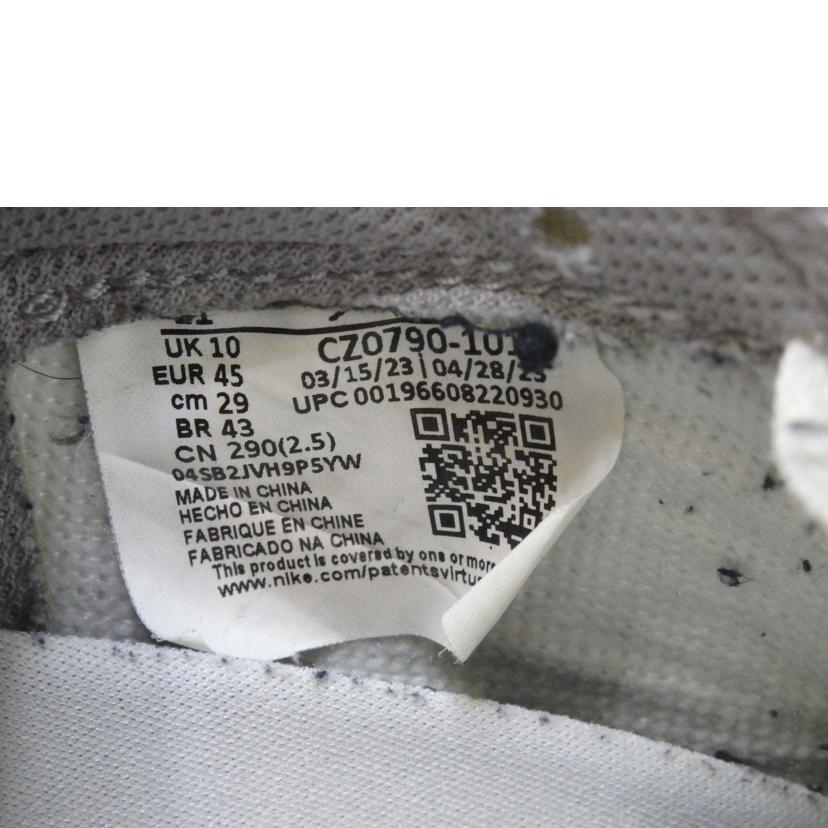 UK 10
EUR 45
cm 29
BR 43
CN 290(2.5)
04SB2JVH9P5YW
CZ0790-101
03/15/23 | 04/28/23
UPC 00196608220930
MADE IN CHINA
HECHO EN CHINA
FABRIQUE EN CHINE
FABRICADO NA CHINA
This product is covered by one or more
www.nike.com/patentsvirtu